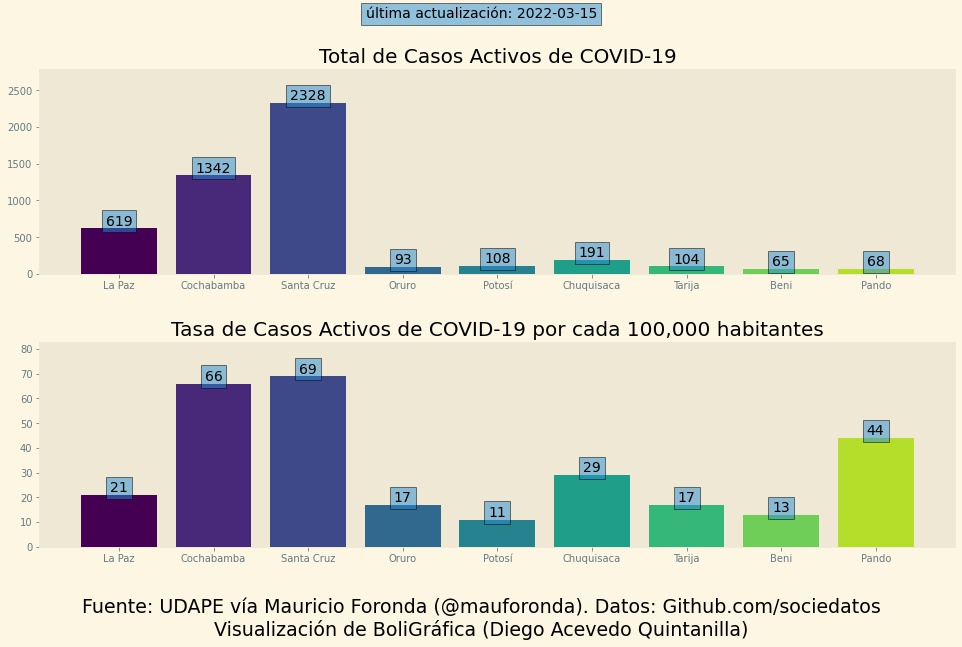 última actualización: 2022-03-15
Total de Casos Activos de COVID-19
2500
2000
1500
1000
500
0
619
1342
2328
93
108
191
104
65
68
La Paz
Cochabamba
Santa Cruz
Oruro
Potosí
Chuquisaca
Tarija
Beni
Pando
Tasa de Casos Activos de COVID-19 por cada 100,000 habitantes
80
70
60
50
40
30
20
10
0
21
66
69
17
11
29
17
13
44
La Paz
Cochabamba
Santa Cruz
Oruro
Potosí
Chuquisaca
Tarija
Beni
Pando
Fuente: UDAPE vía Mauricio Foronda (@mauforonda). Datos: Github.com/sociedatos
Visualización de BoliGráfica (Diego Acevedo Quintanilla)